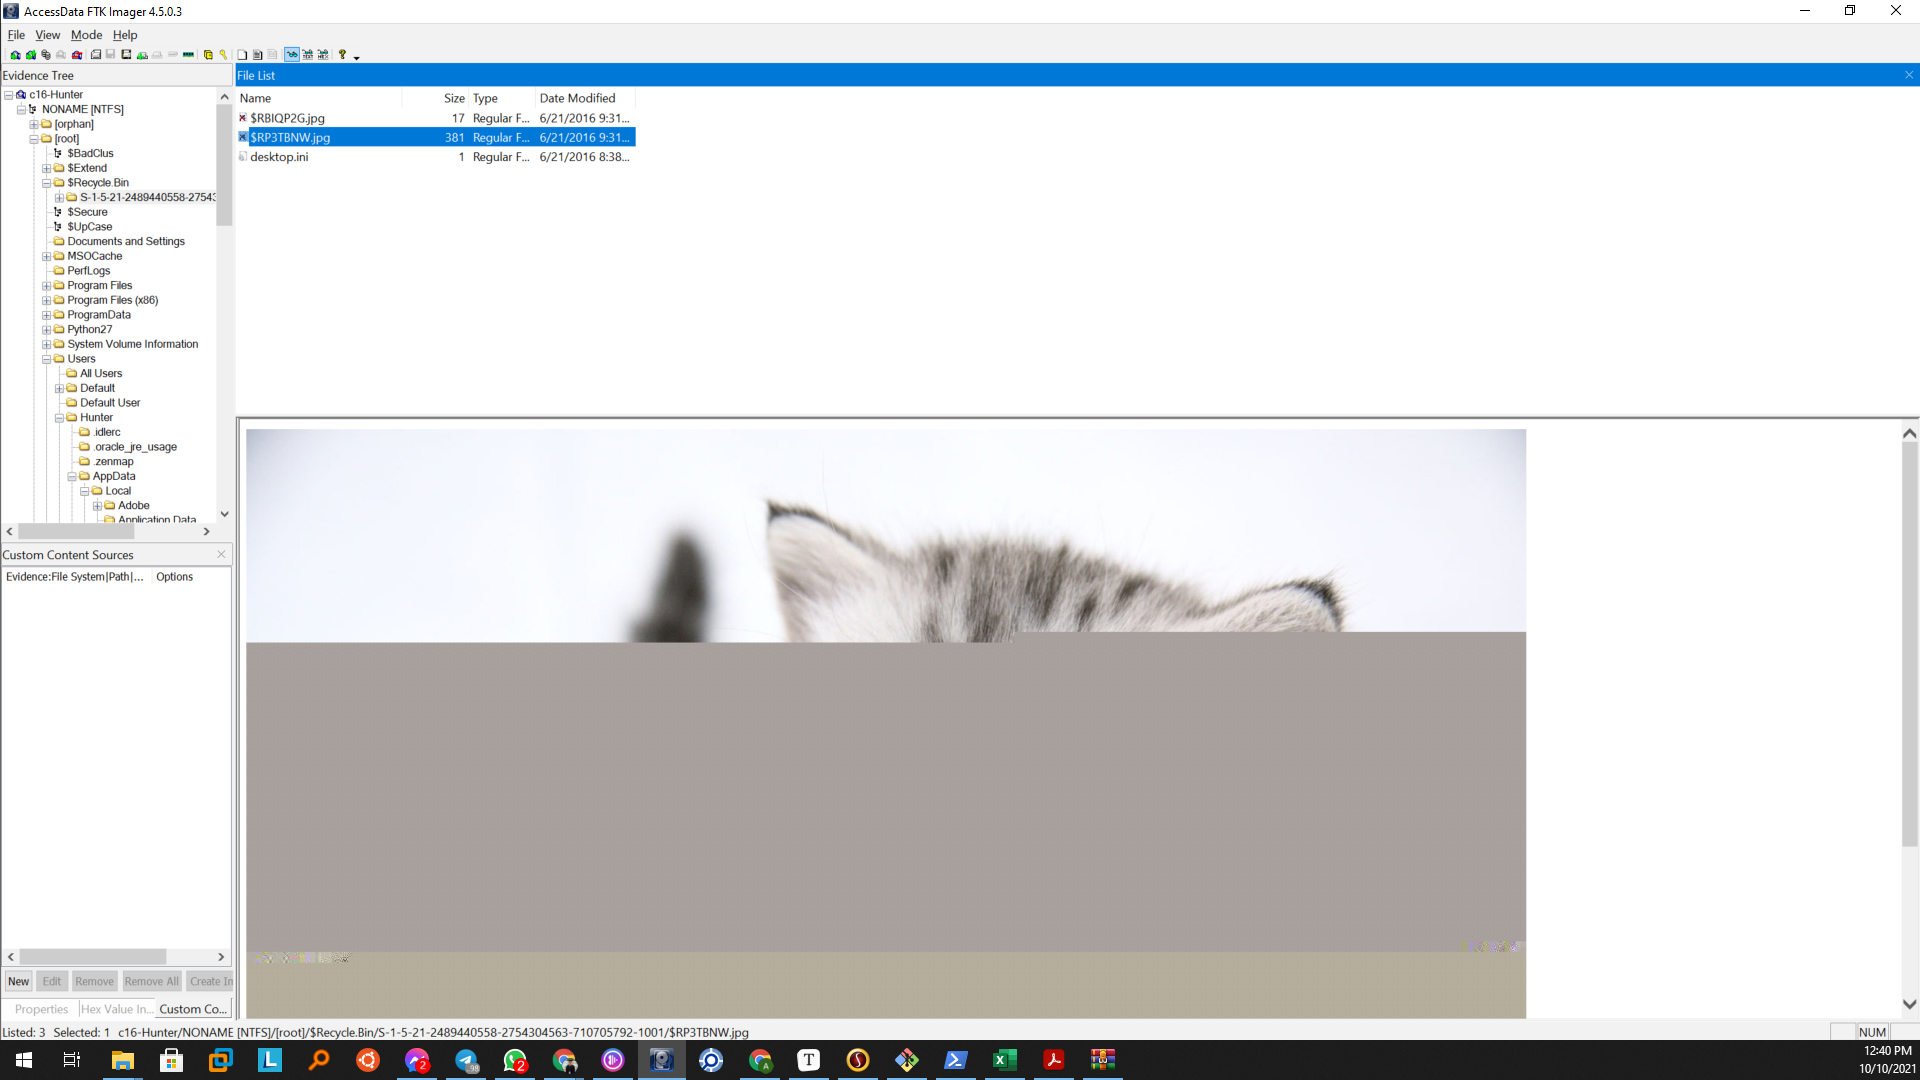 AccessData FTK Imager 4.5.0.3
File View Mode Help
Evidence Tree
File List
c16-Hunter
NONAME [NTFS]
[orphan]
[root]
$BadClus
$Extend
$Recycle.Bin
S-1-5-21-2489440558-27543
$Secure
$UpCase
Documents and Settings
MSOCache
PerfLogs
Program Files
Program Files (x86)
ProgramData
Python27
System Volume Information
Users
All Users
Default
Default User
Hunter
.idlerc
.oracle_jre_usage
.zenmap
AppData
Local
Adobe
Application Data
Name Size Type Date Modified
$RBIQP2G.jpg 17 Regular F... 6/21/2016 9:31...
$RP3TBNW.jpg 381 Regular F... 6/21/2016 9:31...
desktop.ini 1 Regular F... 6/21/2016 8:38...
Custom Content Sources
Evidence:File System|Path|... Options
New Edit Remove Remove All Create In
Properties Hex Value In... Custom Co...
Listed: 3 Selected: 1 c16-Hunter/NONAME [NTFS]/[root]/$Recycle.Bin/S-1-5-21-2489440558-2754304563-710705792-1001/$RP3TBNW.jpg
NUM
2
98
2
L
A
T
12:40 PM
10/10/2021